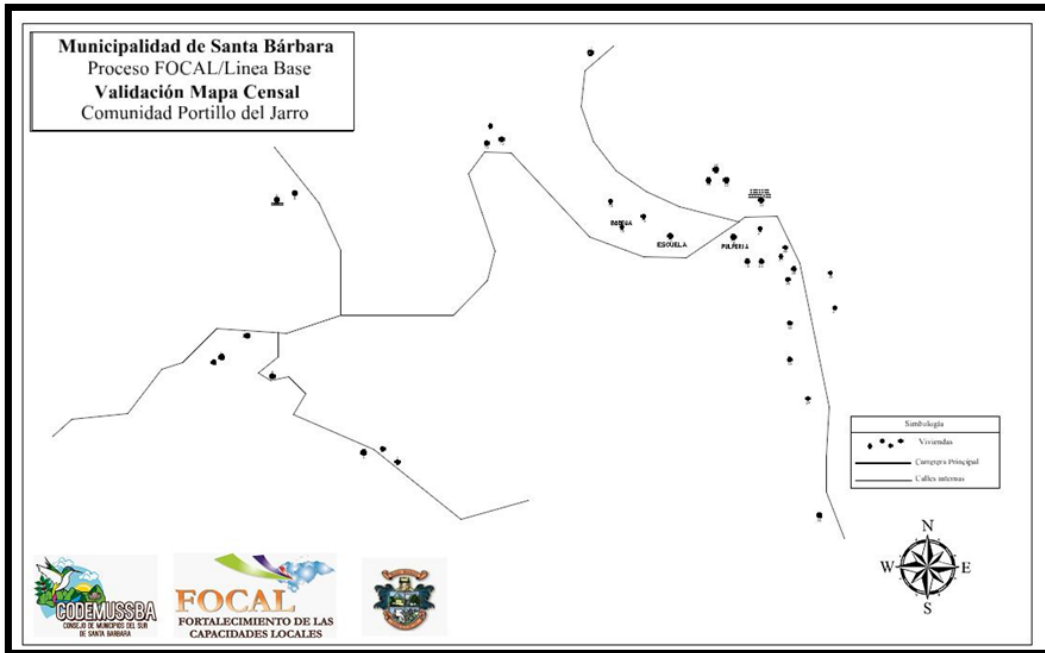 Municipalidad de Santa Bárbara
Proceso FOCAL/Linea Base
Validación Mapa Censal
Comunidad Portillo del Jarro
ESCUELA
PULPERIA
Simbología
Viviendas
Carretera Principal
Calles internas
N
W
E
S
CODEMUSSBA
CONSEJO DE MUNICIPIOS DEL SUR
DE SANTA BARBARA
FOCAL
FORTALECIMIENTO DE LAS
CAPACIDADES LOCALES